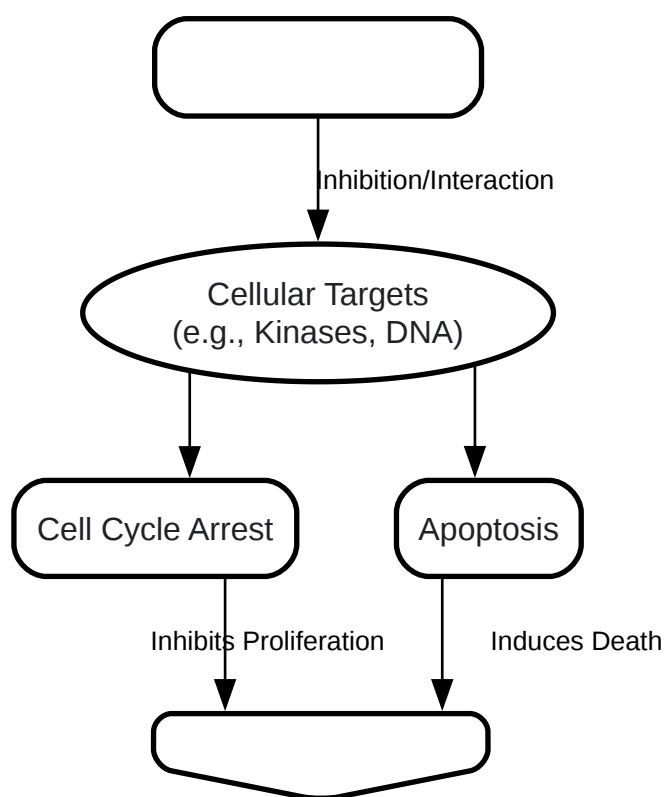 Inhibition/Interaction
Cellular Targets
(e.g., Kinases, DNA)
Cell Cycle Arrest
Apoptosis
Inhibits Proliferation
Induces Death